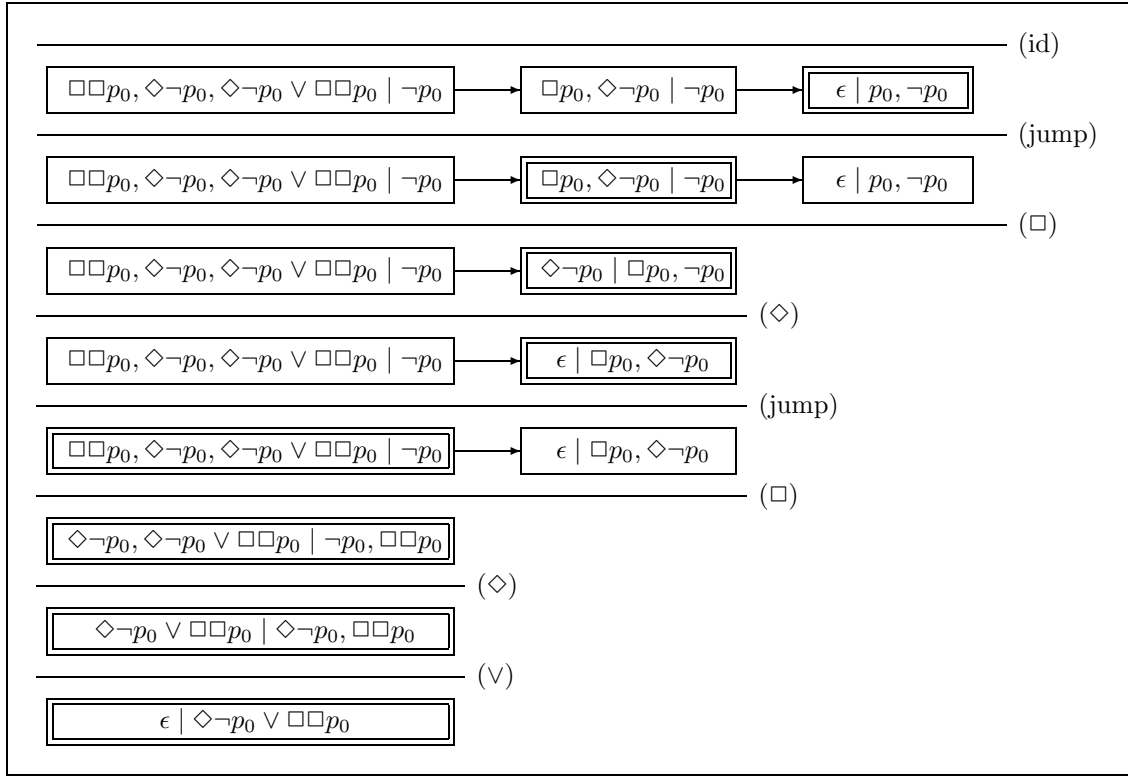 (id)
□□p₀, ◇¬p₀, ◇¬p₀ ∨ □□p₀ | ¬p₀ □p₀, ◇¬p₀ | ¬p₀ ϵ | p₀, ¬p₀
(jump)
□□p₀, ◇¬p₀, ◇¬p₀ ∨ □□p₀ | ¬p₀ □p₀, ◇¬p₀ | ¬p₀ ϵ | p₀, ¬p₀
(□)
□□p₀, ◇¬p₀, ◇¬p₀ ∨ □□p₀ | ¬p₀ ◇¬p₀ | □p₀, ¬p₀
(◇)
□□p₀, ◇¬p₀, ◇¬p₀ ∨ □□p₀ | ¬p₀ ϵ | □p₀, ◇¬p₀
(jump)
□□p₀, ◇¬p₀, ◇¬p₀ ∨ □□p₀ | ¬p₀ ϵ | □p₀, ◇¬p₀
(□)
◇¬p₀, ◇¬p₀ ∨ □□p₀ | ¬p₀, □□p₀
(◇)
◇¬p₀ ∨ □□p₀ | ◇¬p₀, □□p₀
(∨)
ϵ | ◇¬p₀ ∨ □□p₀